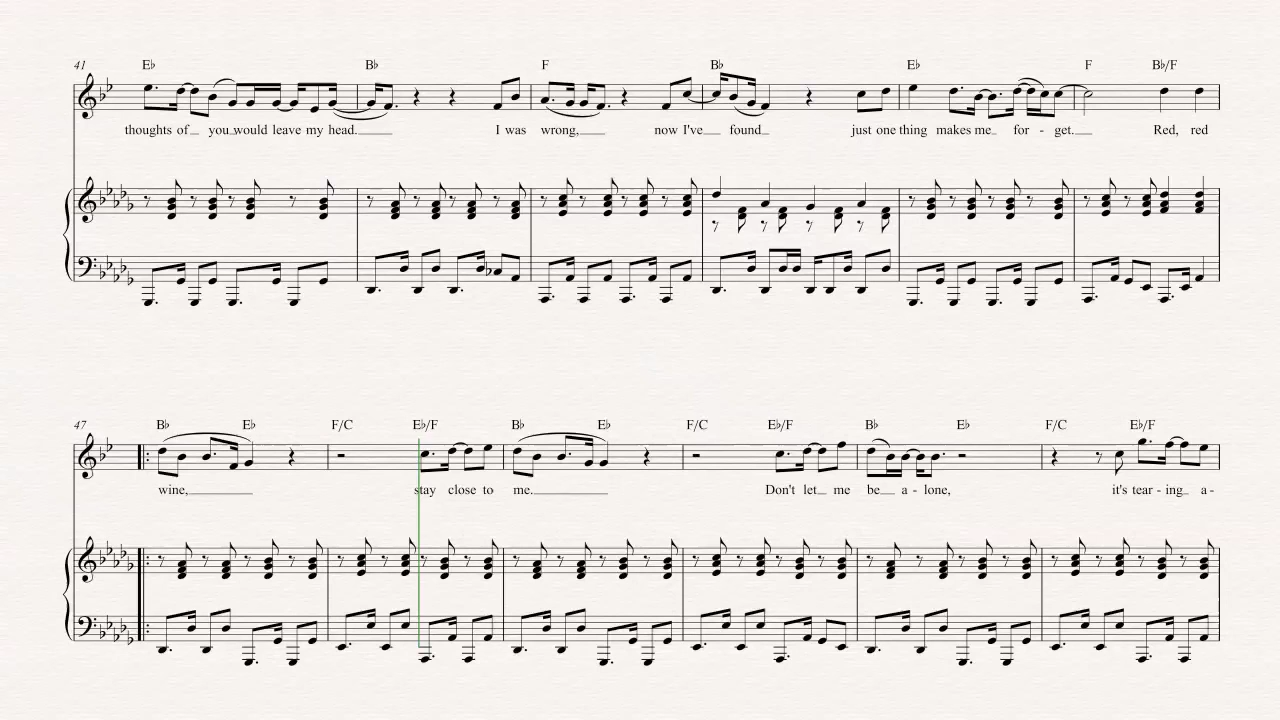 41 E♭ B♭ F B♭ E♭ F B♭/F
thoughts of you would leave my head. I was wrong, now I've found just one thing makes me for - get. Red, red
47 B♭ E♭ F/C E♭/F B♭ E♭ F/C E♭/F B♭ E♭ F/C E♭/F
wine, stay close to me. Don't let me be a - lone, it's tear - ing a -